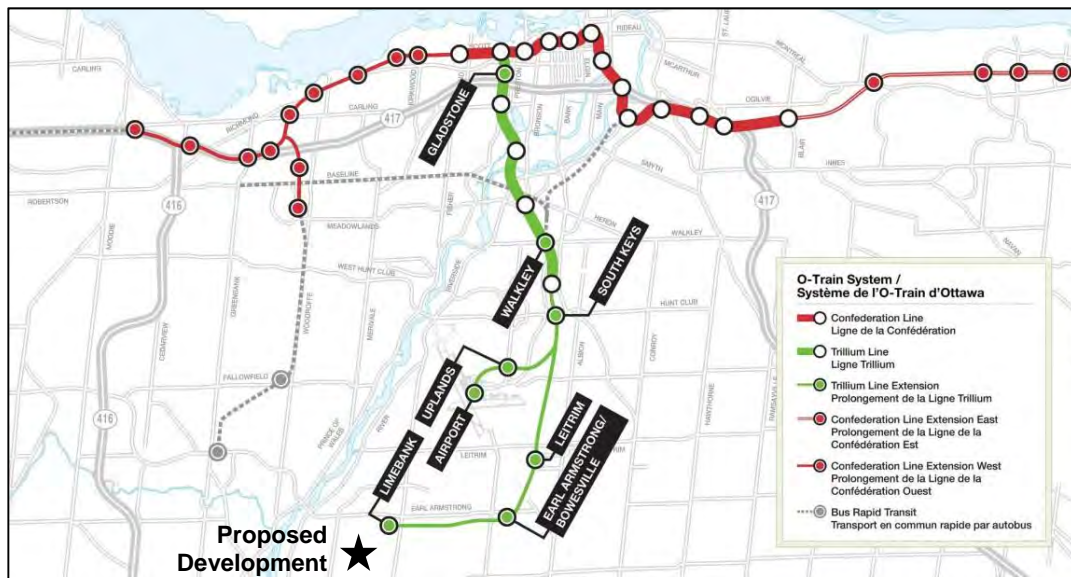 RIDEAU
ST. LAU
CARLING
MONTREAL
MCARTHUR
KIRKWOOD
PRESTON
ELGIN
OGILVIE
CARLING
RICHMOND
417
GLADSTONE
BRONSON
BANK
MAIN
BLAIR
INNES
BASELINE
SMYTH
ROBERTSON
416
417
MOODIE
FISHER
HERON
MEADOWLANDS
WALKLEY
NAVAN
WEST HUNT CLUB
RIVERSIDE
WALKLEY
SOUTH KEYS
GREENBANK
WOODROFFE
MERIVALE
HUNT CLUB
CEDARVIEW
ALBION
CONROY
FALLOWFIELD
UPLANDS
HAWTHORNE
RAMSAYVILLE
416
PRINCE OF
WALES
RIVER
AIRPORT
LEITRIM
LEITRIM
RIM
LIMEBANK
EARL ARMSTRONG/
BOWESVILLE
EARL ARMSTRONG
Proposed
Development
O-Train System /
Système de l'O-Train d'Ottawa
Confederation Line
Ligne de la Confédération
Trillium Line
Ligne Trillium
Trillium Line Extension
Prolongement de la Ligne Trillium
Confederation Line Extension East
Prolongement de la Ligne de la
Confédération Est
Confederation Line Extension West
Prolongement de la Ligne de la
Confédération Ouest
Bus Rapid Transit
Transport en commun rapide par autobus